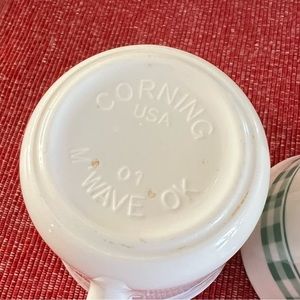 CORNING
USA
01
M WAVE OK